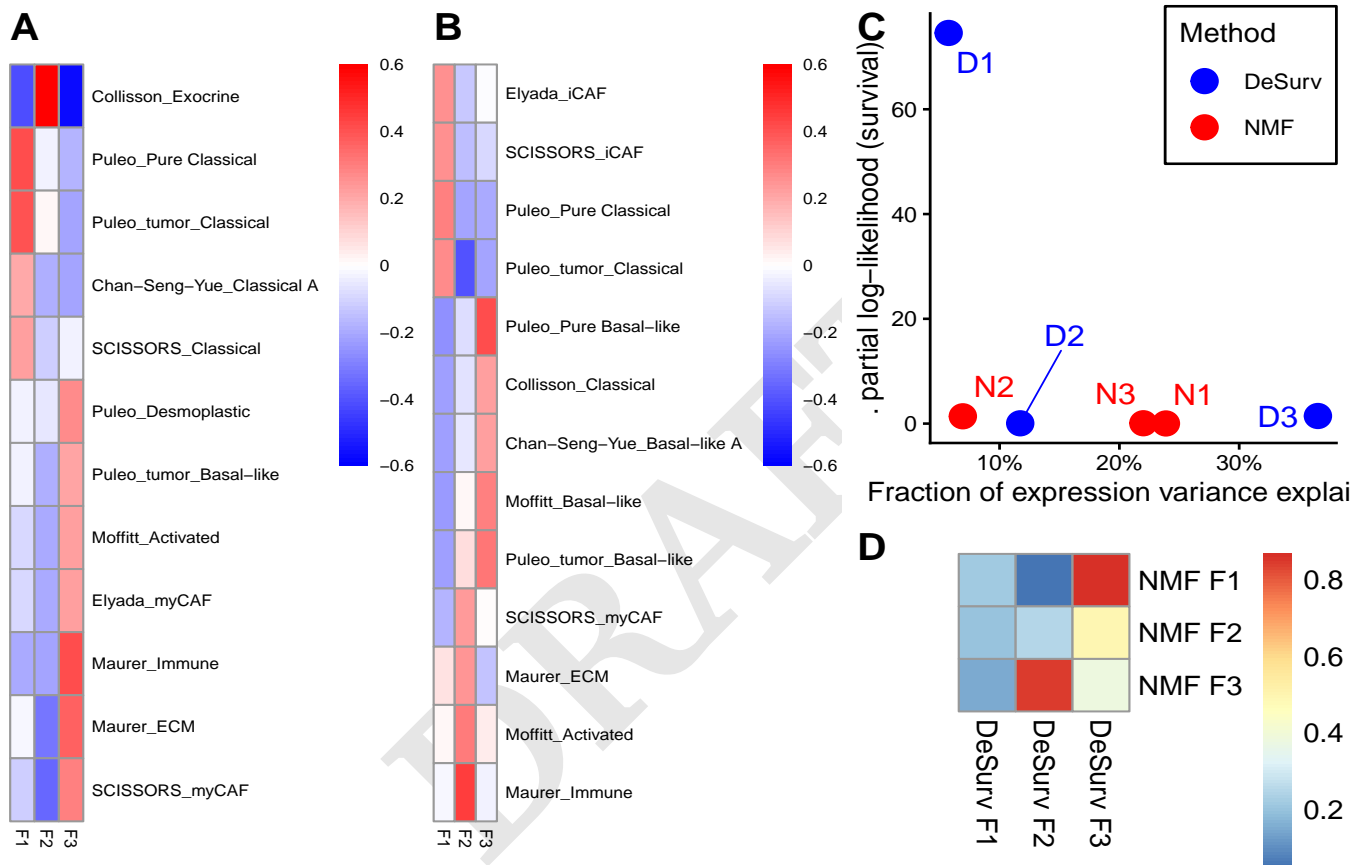 A
0.6
0.4
0.2
0
−0.2
−0.4
−0.6
Collisson_Exocrine
Puleo_Pure Classical
Puleo_tumor_Classical
Chan−Seng−Yue_Classical A
SCISSORS_Classical
Puleo_Desmoplastic
Puleo_tumor_Basal−like
Moffitt_Activated
Elyada_myCAF
Maurer_Immune
Maurer_ECM
SCISSORS_myCAF
F1
F2
F3
B
0.6
0.4
0.2
0
−0.2
−0.4
−0.6
Elyada_iCAF
SCISSORS_iCAF
Puleo_Pure Classical
Puleo_tumor_Classical
Puleo_Pure Basal−like
Collisson_Classical
Chan−Seng−Yue_Basal−like A
Moffitt_Basal−like
Puleo_tumor_Basal−like
SCISSORS_myCAF
Maurer_ECM
Moffitt_Activated
Maurer_Immune
F1
F2
F3
C
Method
DeSurv
NMF
partial log−likelihood (survival)
60
40
20
0
D1
D2
N2
N3
N1
D3
10%
20%
30%
Fraction of expression variance explai
D
NMF F1
NMF F2
NMF F3
DeSurv F1
DeSurv F2
DeSurv F3
0.8
0.6
0.4
0.2
DRAFT